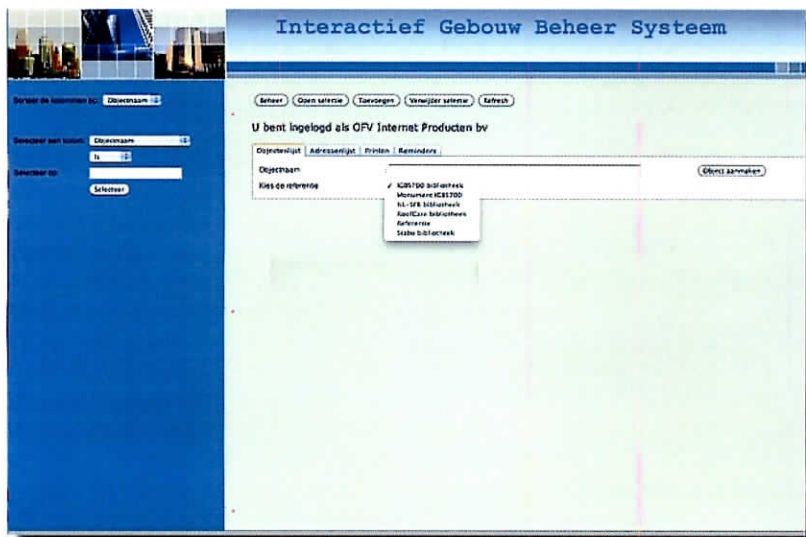 Interactief Gebouw Beheer Systeem
Sorteer de kolommen op: Objectnaam
Selecteer een kolom: Objectnaam
Is
Selecteer op:
Selecteer
Beheer Open selectie Toevoegen Verwijder selectie Refresh
U bent ingelogd als OFV Internet Producten bv
Objectenlijst Adressenlijst Printen Reminders
Objectnaam Object aanmaken
Kies de referentie ✓ IGBS700 bibliotheek
Monument IGBS700
NL-SFB bibliotheek
RoofCare bibliotheek
Referentie
Stabu bibliotheek